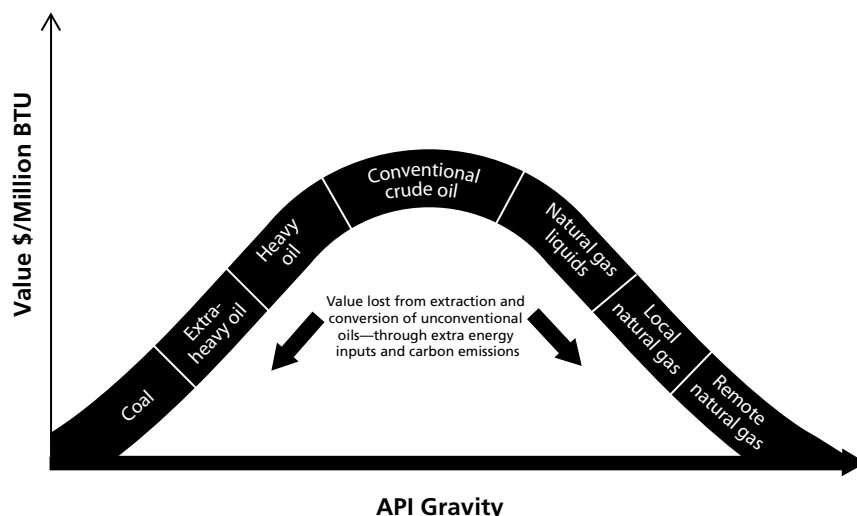 Value $/Million BTU
Coal
Extra-
heavy oil
Heavy
oil
Conventional
crude oil
Natural gas
liquids
Local
natural gas
Remote
natural gas
Value lost from extraction and
conversion of unconventional
oils—through extra energy
inputs and carbon emissions
API Gravity